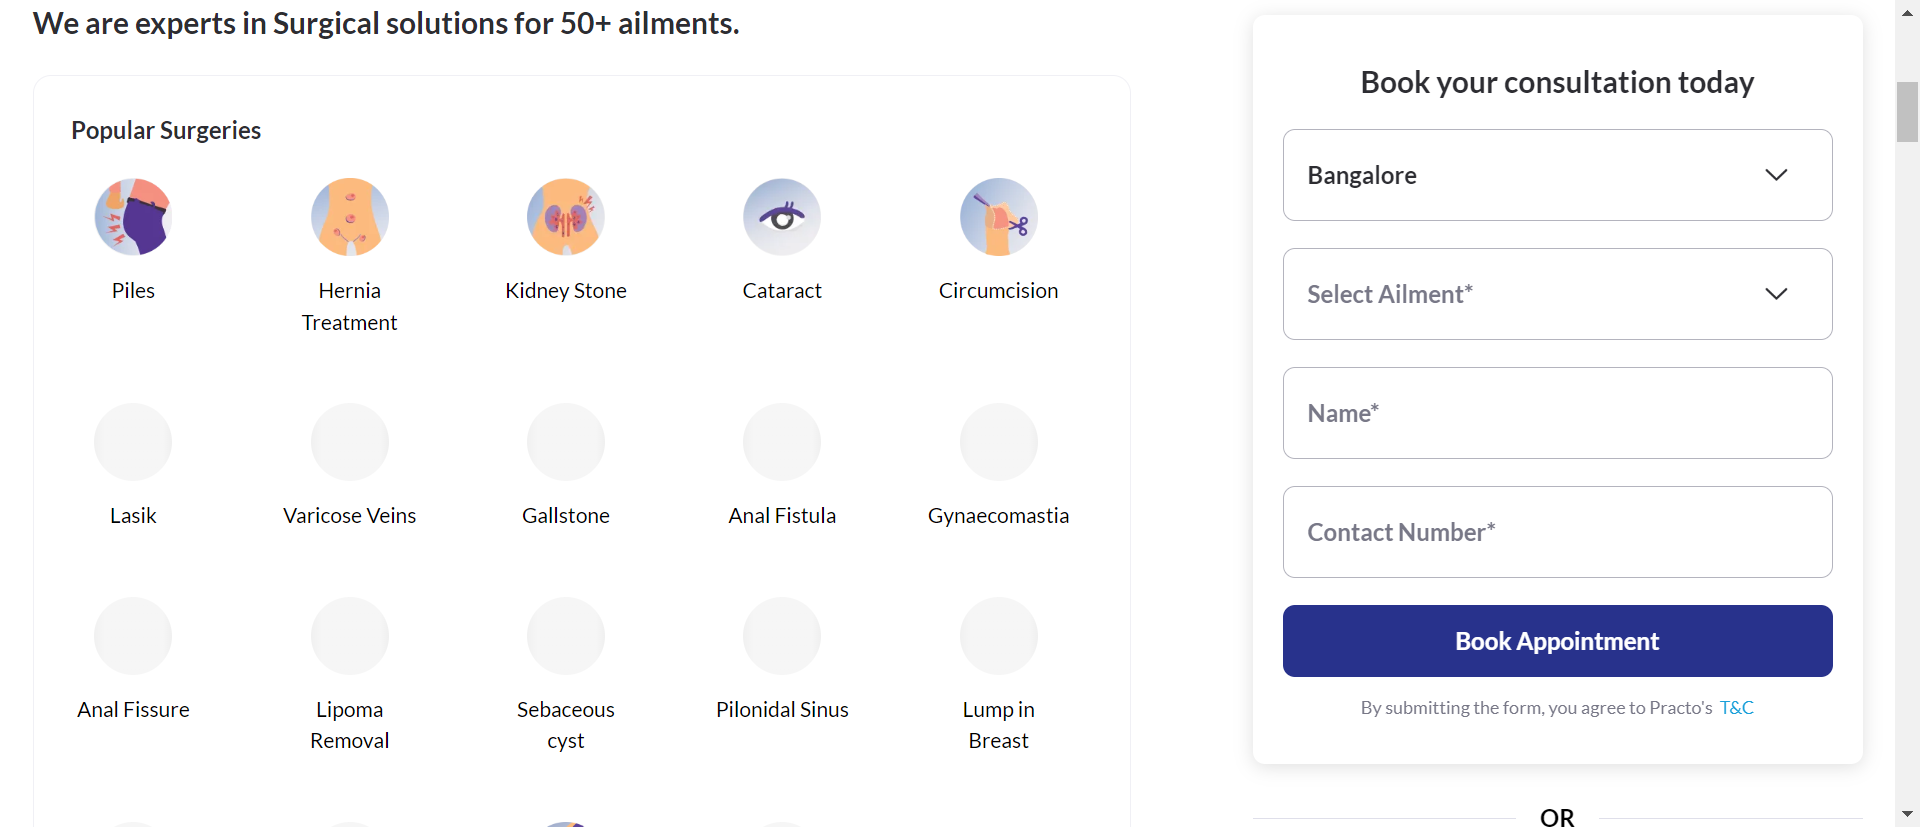 We are experts in Surgical solutions for 50+ ailments.
Popular Surgeries
Piles
Hernia
Treatment
Kidney Stone
Cataract
Circumcision
Lasik
Varicose Veins
Gallstone
Anal Fistula
Gynaecomastia
Anal Fissure
Lipoma
Removal
Sebaceous
cyst
Pilonidal Sinus
Lump in
Breast
Book your consultation today
Bangalore
Select Ailment*
Name*
Contact Number*
Book Appointment
By submitting the form, you agree to Practo's T&C
OR